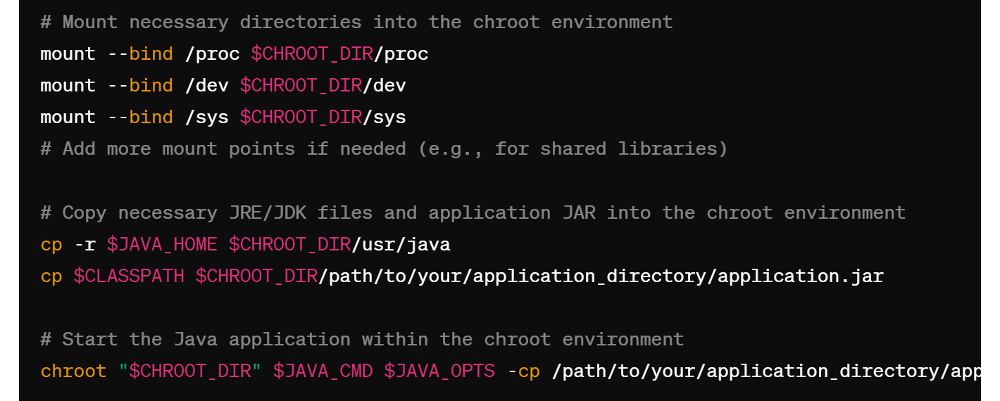 # Mount necessary directories into the chroot environment
mount --bind /proc $CHROOT_DIR/proc
mount --bind /dev $CHROOT_DIR/dev
mount --bind /sys $CHROOT_DIR/sys
# Add more mount points if needed (e.g., for shared libraries)
# Copy necessary JRE/JDK files and application JAR into the chroot environment
cp -r $JAVA_HOME $CHROOT_DIR/usr/java
cp $CLASSPATH $CHROOT_DIR/path/to/your/application_directory/application.jar
# Start the Java application within the chroot environment
chroot "$CHROOT_DIR" $JAVA_CMD $JAVA_OPTS -cp /path/to/your/application_directory/app